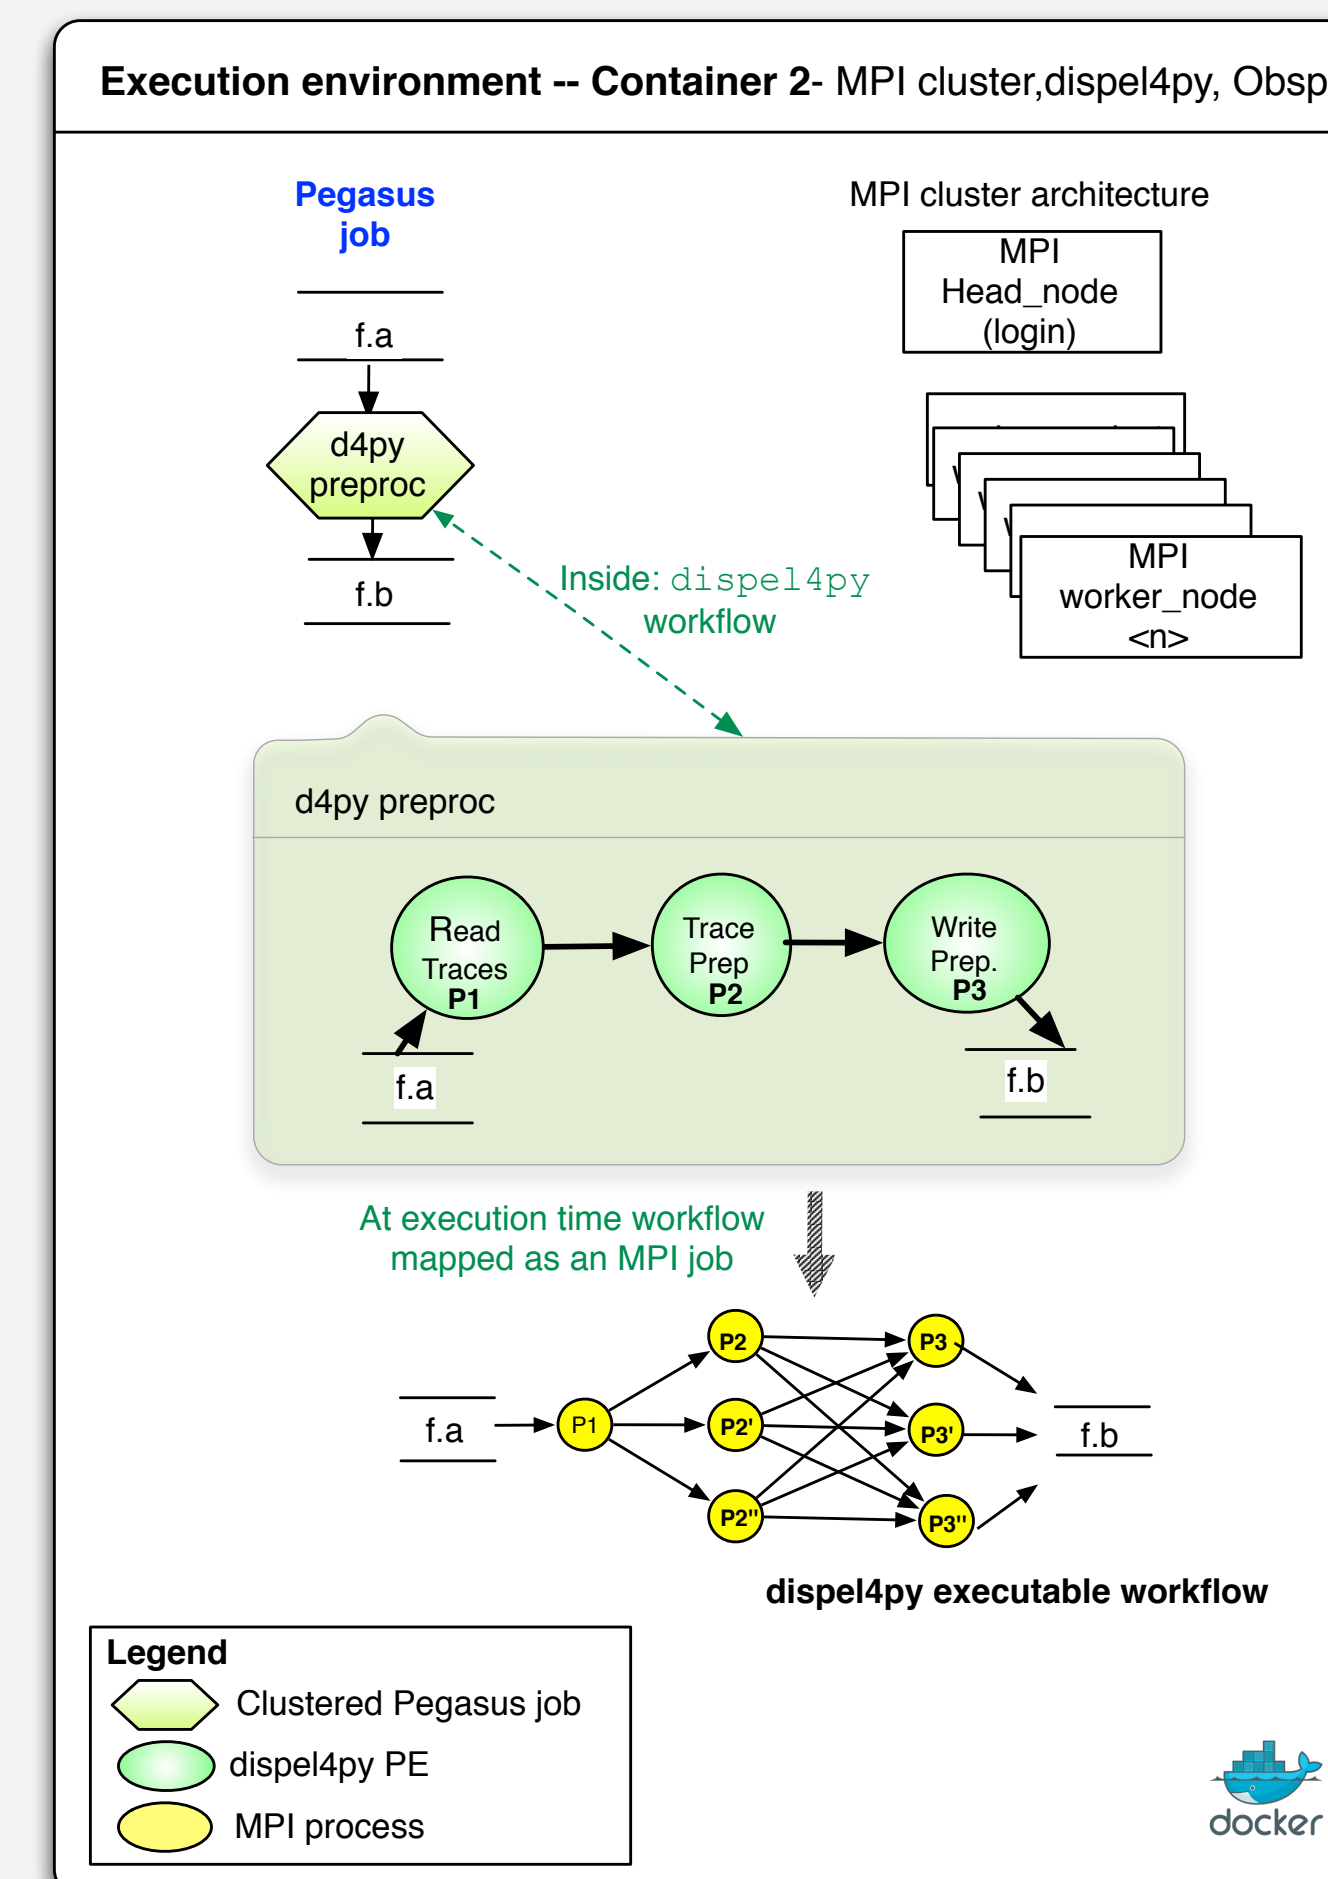 Execution environment -- Container 2- MPI cluster,dispel4py, Obsp
Pegasus
job
f.a
d4py
preproc
f.b
MPI cluster architecture
MPI
Head_node
(login)
MPI
worker_node
<n>
Inside: dispel4py
workflow
d4py preproc
Read
Traces
P1
Trace
Prep
P2
Write
Prep.
P3
f.a
f.b
At execution time workflow
mapped as an MPI job
f.a
P1
P2
P2'
P2"
P3
P3'
P3"
f.b
dispel4py executable workflow
Legend
Clustered Pegasus job
dispel4py PE
MPI process
docker